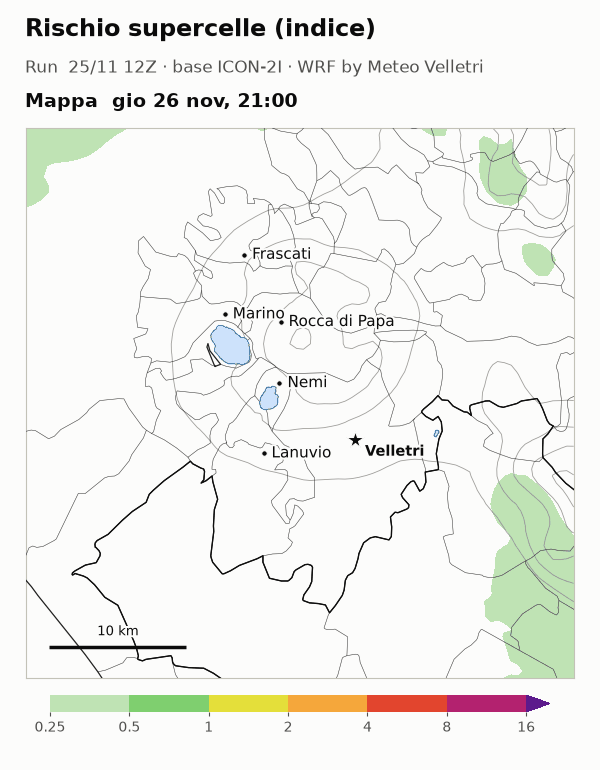 Rischio supercelle (indice)
Run  25/11 12Z · base ICON-2I · WRF by Meteo Velletri
Mappa  gio 26 nov, 21:00
Frascati
Marino
Rocca di Papa
Nemi
Velletri
Lanuvio
10 km
0.25 0.5 1 2 4 8 16